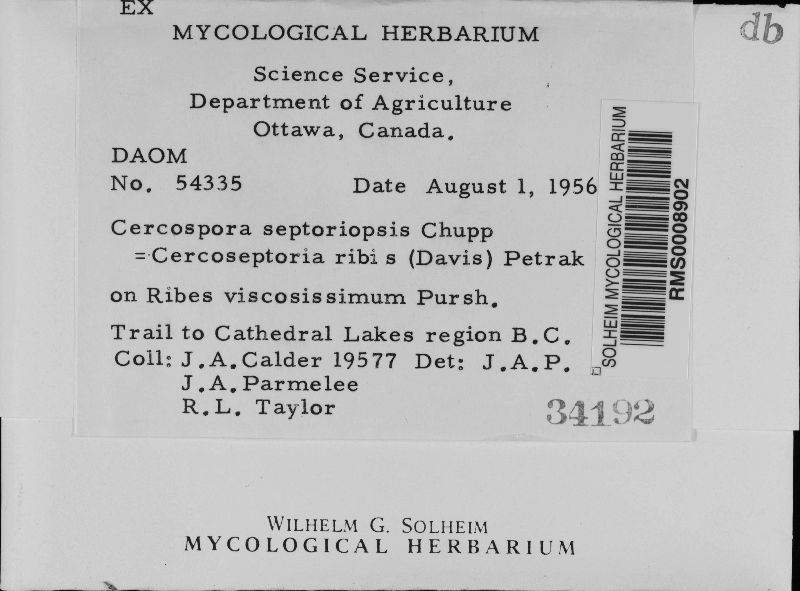 EX
db
MYCOLOGICAL HERBARIUM
Science Service,
Department of Agriculture
Ottawa, Canada.
DAOM
No. 54335 Date August 1, 1956
Cercospora septoriopsis Chupp
=Cercoseptoria ribis (Davis) Petrak
on Ribes viscosissimum Pursh.
Trail to Cathedral Lakes region B.C.
Coll: J.A.Calder 19577 Det: J.A.P.
J.A.Parmelee
R.L. Taylor
34192
SOLHEIM MYCOLOGICAL HERBARIUM
RMS0008902
WILHELM G. SOLHEIM
MYCOLOGICAL HERBARIUM